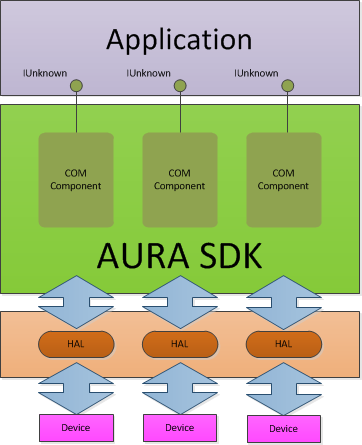 Application
IUnknown IUnknown IUnknown
COM COM COM
Component Component Component
AURA SDK
HAL HAL HAL
Device Device Device